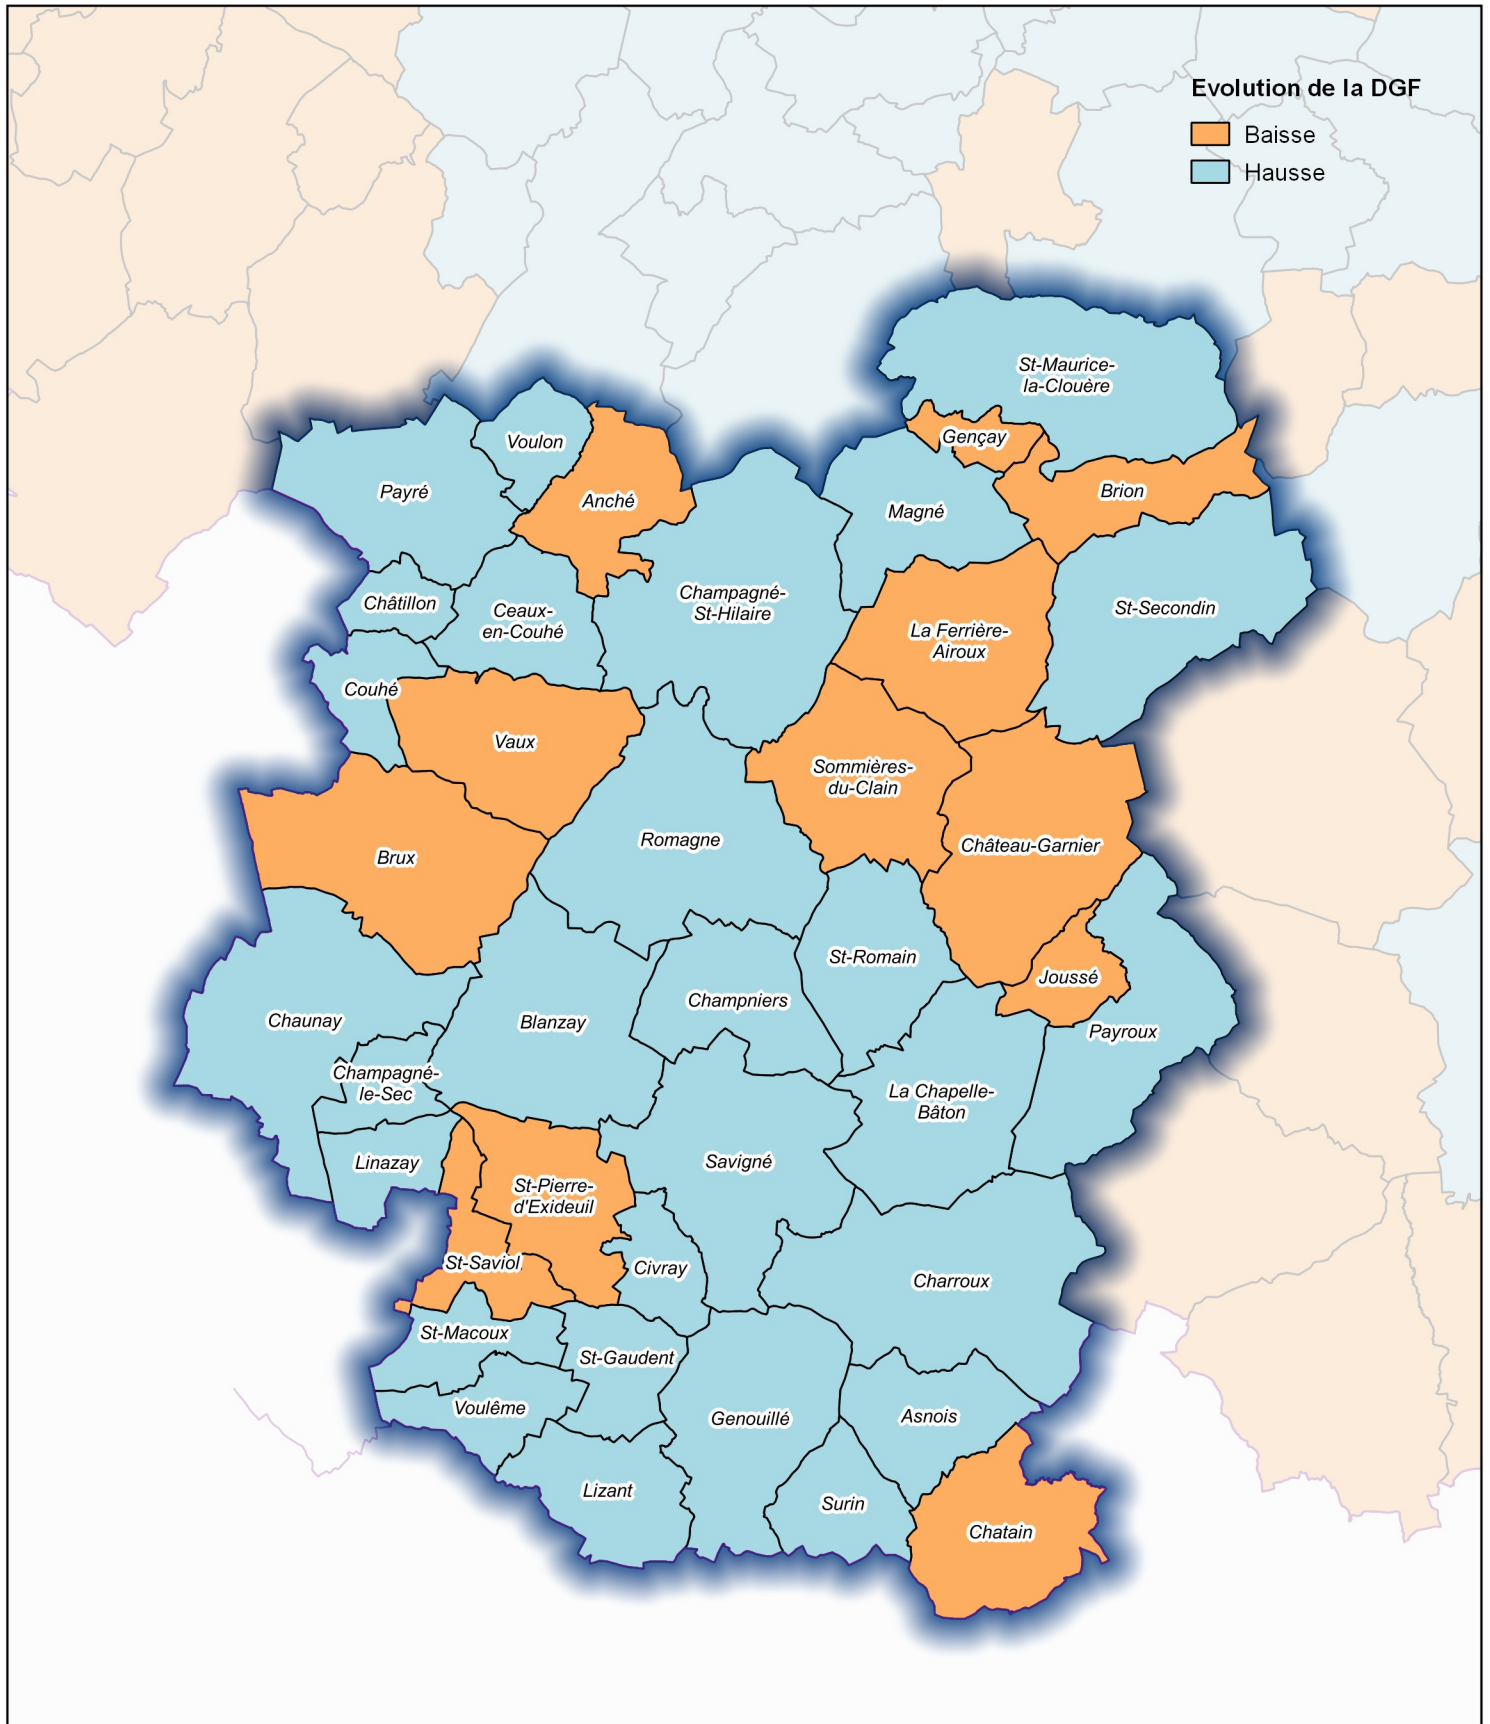 Evolution de la DGF
Baisse
Hausse
St-Maurice-
la-Clouère
Gençay
Voulon
Payré
Anché
Brion
Magné
Châtillon
Ceaux-
en-Couhé
Champagné-
St-Hilaire
St-Secondin
La Ferrière-
Airoux
Couhé
Vaux
Sommières-
du-Clain
Romagne
Château-Garnier
Brux
St-Romain
Joussé
Champniers
Chaunay
Blanzay
Payroux
Champagné-
le-Sec
La Chapelle-
Bâton
Linazay
Savigné
St-Pierre-
d'Exideuil
St-Saviol
Civray
Charroux
St-Macoux
St-Gaudent
Voulême
Genouillé
Asnois
Lizant
Surin
Chatain